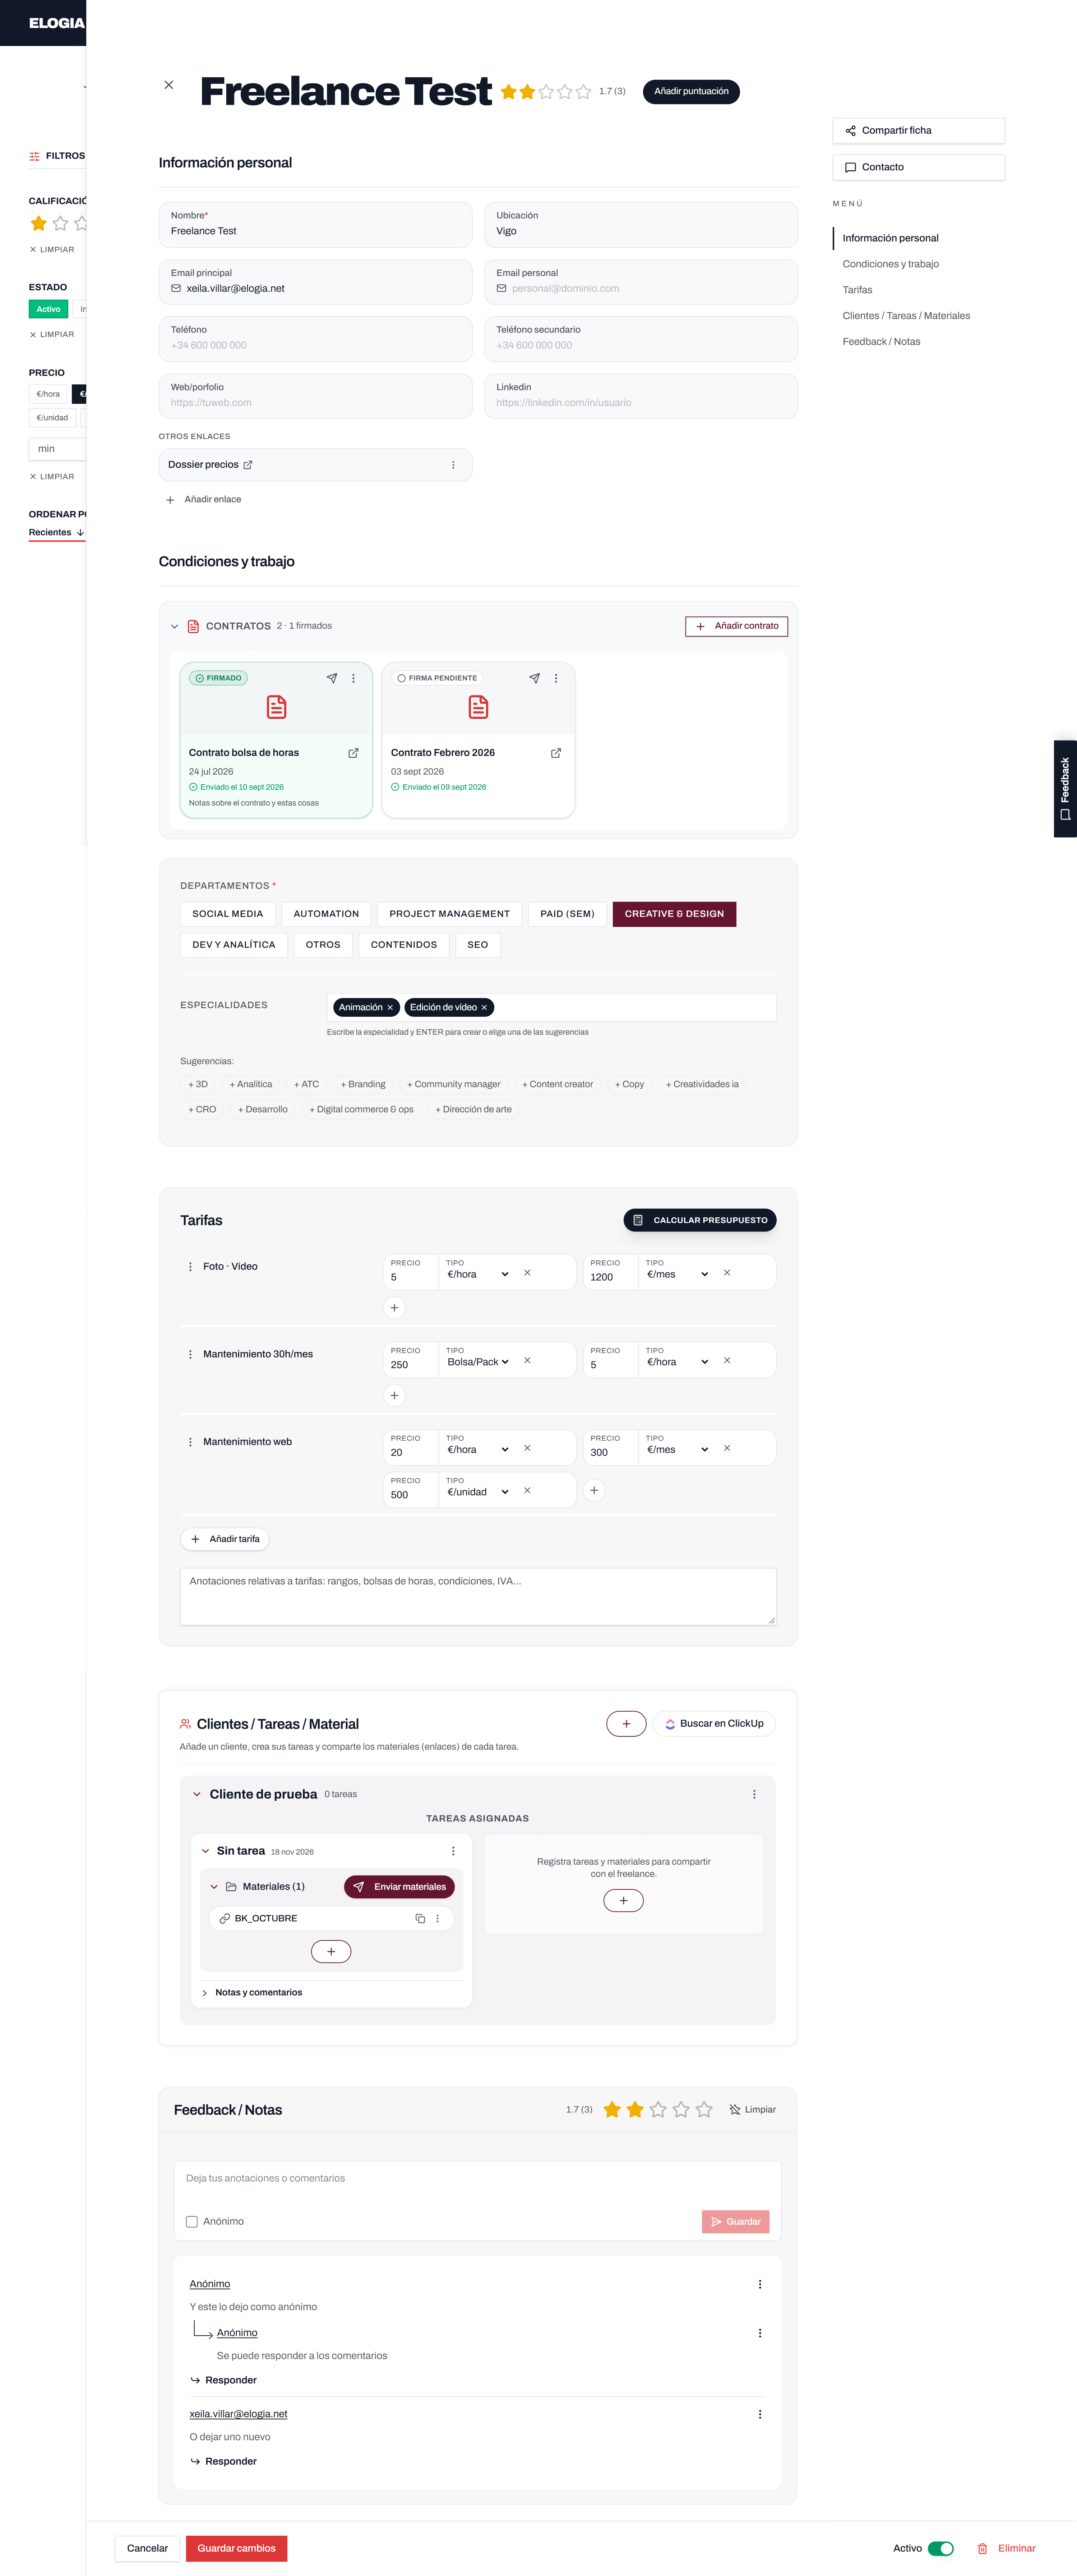 ELOGIA
FILTROS
CALIFICACIÓ
LIMPIAR
ESTADO
Activo
LIMPIAR
PRECIO
€/hora
€/unidad
min
LIMPIAR
ORDENAR PO
Recientes
Freelance Test 1.7 (3) Añadir puntuación
Información personal
Nombre*
Freelance Test
Ubicación
Vigo
Email principal
xeila.villar@elogia.net
Email personal
personal@dominio.com
Teléfono
+34 600 000 000
Teléfono secundario
+34 600 000 000
Web/porfolio
https://tuweb.com
Linkedin
https://linkedin.com/in/usuario
OTROS ENLACES
Dossier precios
Añadir enlace
Compartir ficha
Contacto
MENÚ
Información personal
Condiciones y trabajo
Tarifas
Clientes / Tareas / Materiales
Feedback / Notas
Condiciones y trabajo
CONTRATOS 2 · 1 firmados
Añadir contrato
FIRMADO
Contrato bolsa de horas
24 jul 2026
Enviado el 10 sept 2026
Notas sobre el contrato y estas cosas
FIRMA PENDIENTE
Contrato Febrero 2026
03 sept 2026
Enviado el 09 sept 2026
Feedback
DEPARTAMENTOS *
SOCIAL MEDIA AUTOMATION PROJECT MANAGEMENT PAID (SEM) CREATIVE & DESIGN
DEV Y ANALÍTICA OTROS CONTENIDOS SEO
ESPECIALIDADES
Animación Edición de vídeo
Escribe la especialidad y ENTER para crear o elige una de las sugerencias
Sugerencias:
+ 3D + Analítica + ATC + Branding + Community manager + Content creator + Copy + Creatividades ia
+ CRO + Desarrollo + Digital commerce & ops + Dirección de arte
Tarifas
CALCULAR PRESUPUESTO
Foto · Vídeo
PRECIO TIPO PRECIO TIPO
5 €/hora 1200 €/mes
Mantenimiento 30h/mes
PRECIO TIPO PRECIO TIPO
250 Bolsa/Pack 5 €/hora
Mantenimiento web
PRECIO TIPO PRECIO TIPO
20 €/hora 300 €/mes
PRECIO TIPO
500 €/unidad
Añadir tarifa
Anotaciones relativas a tarifas: rangos, bolsas de horas, condiciones, IVA...
Clientes / Tareas / Material
Buscar en ClickUp
Añade un cliente, crea sus tareas y comparte los materiales (enlaces) de cada tarea.
Cliente de prueba 0 tareas
TAREAS ASIGNADAS
Sin tarea 18 nov 2026
Materiales (1) Enviar materiales
BK_OCTUBRE
Notas y comentarios
Registra tareas y materiales para compartir
con el freelance.
Feedback / Notas 1.7 (3) Limpiar
Deja tus anotaciones o comentarios
Anónimo Guardar
Anónimo
Y este lo dejo como anónimo
Anónimo
Se puede responder a los comentarios
Responder
xeila.villar@elogia.net
O dejar uno nuevo
Responder
Cancelar Guardar cambios Activo Eliminar